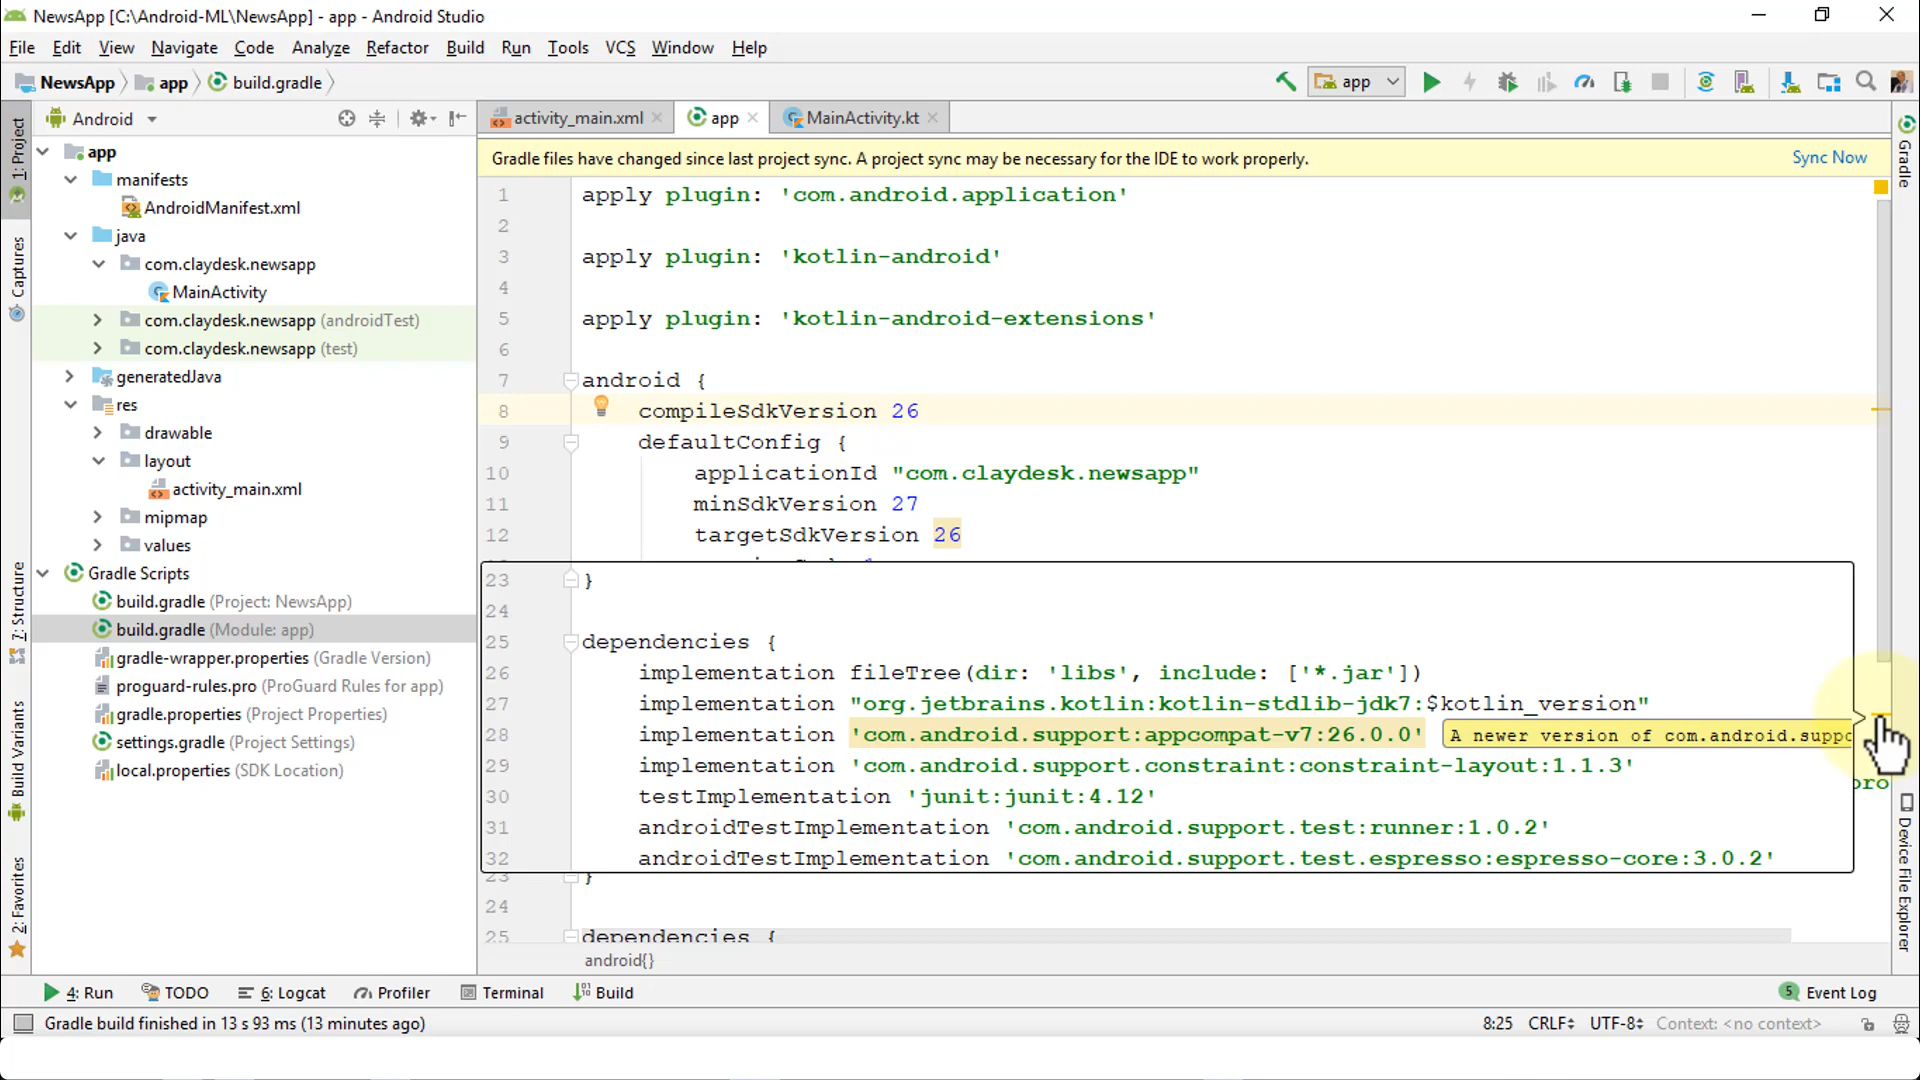 NewsApp [C:\Android-ML\NewsApp] - app - Android Studio
File Edit View Navigate Code Analyze Refactor Build Run Tools VCS Window Help
NewsApp app build.gradle
app
Android
activity_main.xml app MainActivity.kt
1: Project
Captures
7: Structure
Build Variants
2: Favorites
app
manifests
AndroidManifest.xml
java
com.claydesk.newsapp
MainActivity
com.claydesk.newsapp (androidTest)
com.claydesk.newsapp (test)
generatedJava
res
drawable
layout
activity_main.xml
mipmap
values
Gradle Scripts
build.gradle (Project: NewsApp)
build.gradle (Module: app)
gradle-wrapper.properties (Gradle Version)
proguard-rules.pro (ProGuard Rules for app)
gradle.properties (Project Properties)
settings.gradle (Project Settings)
local.properties (SDK Location)
Gradle files have changed since last project sync. A project sync may be necessary for the IDE to work properly. Sync Now
1 apply plugin: 'com.android.application'
2
3 apply plugin: 'kotlin-android'
4
5 apply plugin: 'kotlin-android-extensions'
6
7 android {
8 compileSdkVersion 26
9 defaultConfig {
10 applicationId "com.claydesk.newsapp"
11 minSdkVersion 27
12 targetSdkVersion 26
23 }
24
25 dependencies {
26 implementation fileTree(dir: 'libs', include: ['*.jar'])
27 implementation "org.jetbrains.kotlin:kotlin-stdlib-jdk7:$kotlin_version"
28 implementation 'com.android.support:appcompat-v7:26.0.0' A newer version of com.android.suppo
29 implementation 'com.android.support.constraint:constraint-layout:1.1.3'
30 testImplementation 'junit:junit:4.12'
31 androidTestImplementation 'com.android.support.test:runner:1.0.2'
32 androidTestImplementation 'com.android.support.test.espresso:espresso-core:3.0.2'
23 }
24
25 dependencies {
android{}
Gradle
Device File Explorer
4: Run TODO 6: Logcat Profiler Terminal Build 5 Event Log
Gradle build finished in 13 s 93 ms (13 minutes ago) 8:25 CRLF UTF-8 Context: <no context>